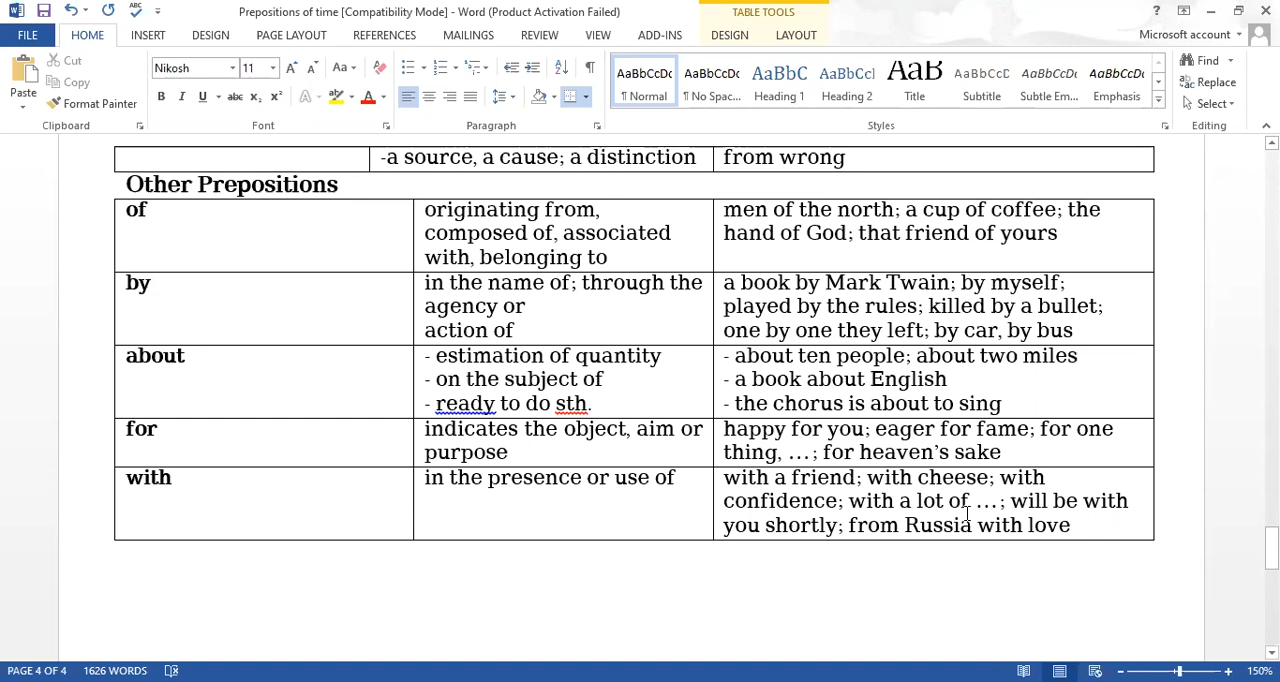 Prepositions of time [Compatibility Mode] - Word (Product Activation Failed)
TABLE TOOLS
FILE HOME INSERT DESIGN PAGE LAYOUT REFERENCES MAILINGS REVIEW VIEW ADD-INS DESIGN LAYOUT
Microsoft account
Paste
Cut
Copy
Format Painter
Nikosh 11
AaBbCcDc AaBbCcDc AaBbC AaBbCcl AaB AaBbCcD AaBbCcDc AaBbCcDc
¶ Normal ¶ No Spac... Heading 1 Heading 2 Title Subtitle Subtle Em... Emphasis
Find
Replace
Select
Clipboard Font Paragraph Styles Editing
-a source, a cause; a distinction
from wrong
Other Prepositions
of
originating from,
composed of, associated
with, belonging to
men of the north; a cup of coffee; the
hand of God; that friend of yours
by
in the name of; through the
agency or
action of
a book by Mark Twain; by myself;
played by the rules; killed by a bullet;
one by one they left; by car, by bus
about
- estimation of quantity
- on the subject of
- ready to do sth.
- about ten people; about two miles
- a book about English
- the chorus is about to sing
for
indicates the object, aim or
purpose
happy for you; eager for fame; for one
thing, …; for heaven’s sake
with
in the presence or use of
with a friend; with cheese; with
confidence; with a lot of …; will be with
you shortly; from Russia with love
PAGE 4 OF 4 1626 WORDS
150%